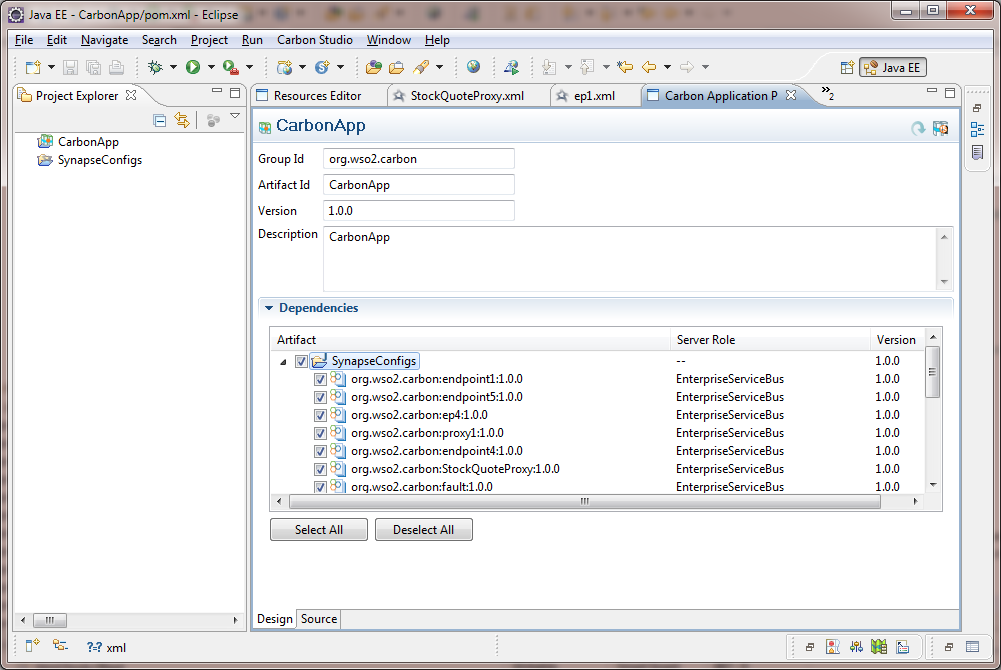 Java EE - CarbonApp/pom.xml - Eclipse
File Edit Navigate Search Project Run Carbon Studio Window Help
Java EE
Project Explorer
Resources Editor StockQuoteProxy.xml ep1.xml Carbon Application P »2
CarbonApp
SynapseConfigs
CarbonApp
Group Id org.wso2.carbon
Artifact Id CarbonApp
Version 1.0.0
Description CarbonApp
Dependencies
Artifact Server Role Version
SynapseConfigs -- 1.0.0
org.wso2.carbon:endpoint1:1.0.0 EnterpriseServiceBus 1.0.0
org.wso2.carbon:endpoint5:1.0.0 EnterpriseServiceBus 1.0.0
org.wso2.carbon:ep4:1.0.0 EnterpriseServiceBus 1.0.0
org.wso2.carbon:proxy1:1.0.0 EnterpriseServiceBus 1.0.0
org.wso2.carbon:endpoint4:1.0.0 EnterpriseServiceBus 1.0.0
org.wso2.carbon:StockQuoteProxy:1.0.0 EnterpriseServiceBus 1.0.0
org.wso2.carbon:fault:1.0.0 EnterpriseServiceBus 1.0.0
Select All Deselect All
Design Source
?-? xml